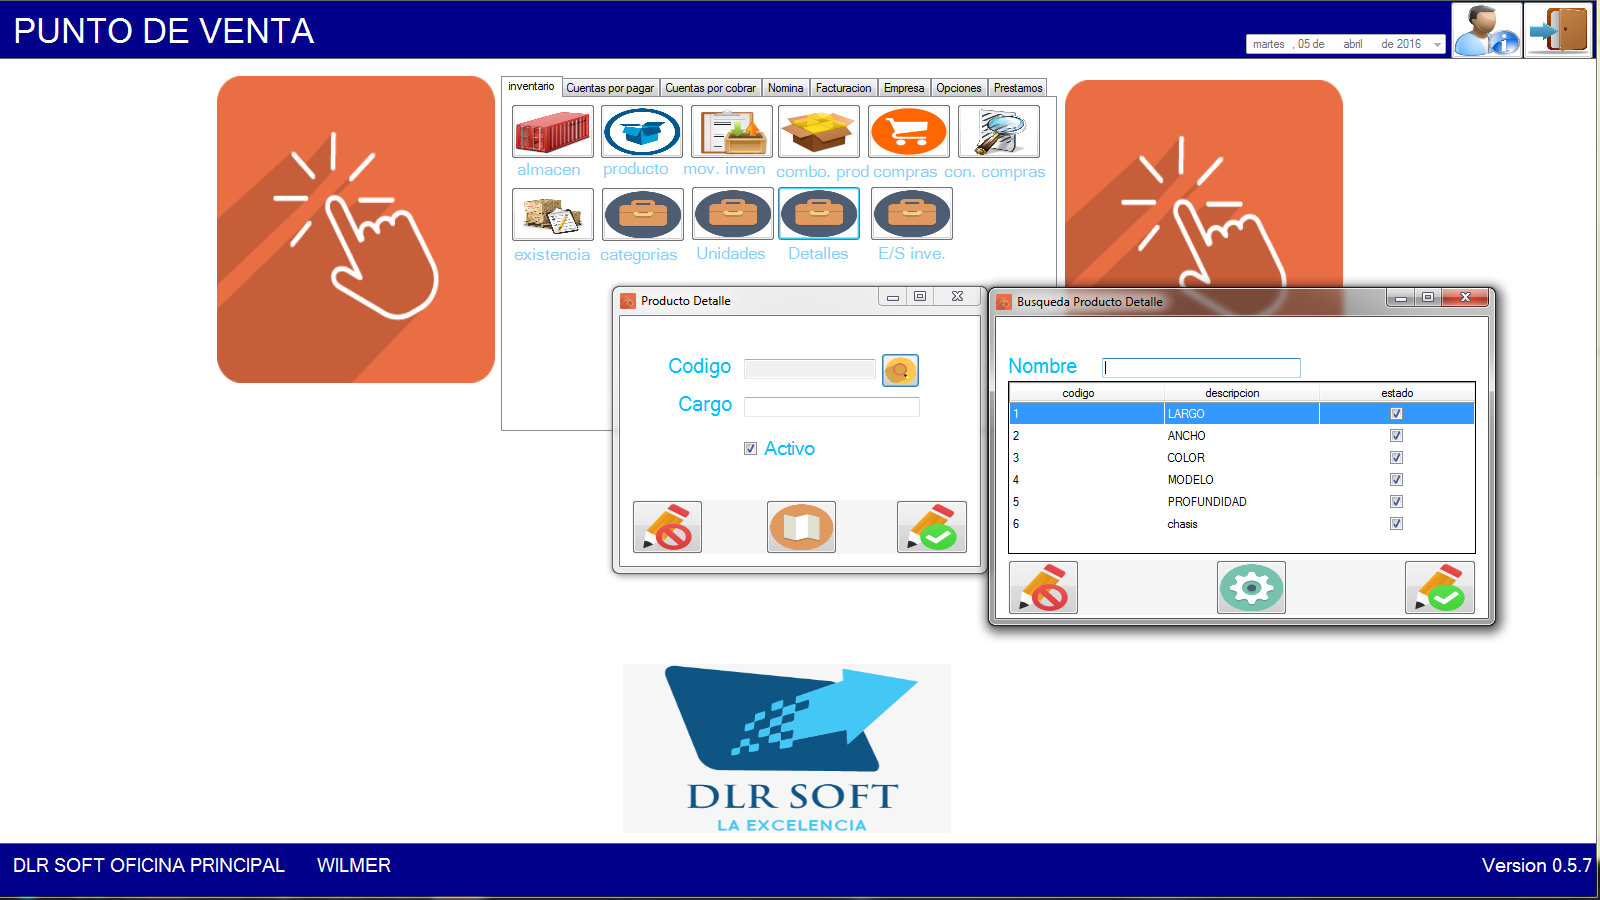 PUNTO DE VENTA
martes , 05 de abril de 2016
inventario Cuentas por pagar Cuentas por cobrar Nomina Facturacion Empresa Opciones Prestamos
almacen producto mov. inven combo. prod compras con. compras
existencia categorias Unidades Detalles E/S inve.
Producto Detalle
Codigo
Cargo
Activo
Busqueda Producto Detalle
Nombre
codigo descripcion estado
1 LARGO
2 ANCHO
3 COLOR
4 MODELO
5 PROFUNDIDAD
6 chasis
DLR SOFT
LA EXCELENCIA
DLR SOFT OFICINA PRINCIPAL WILMER Version 0.5.7